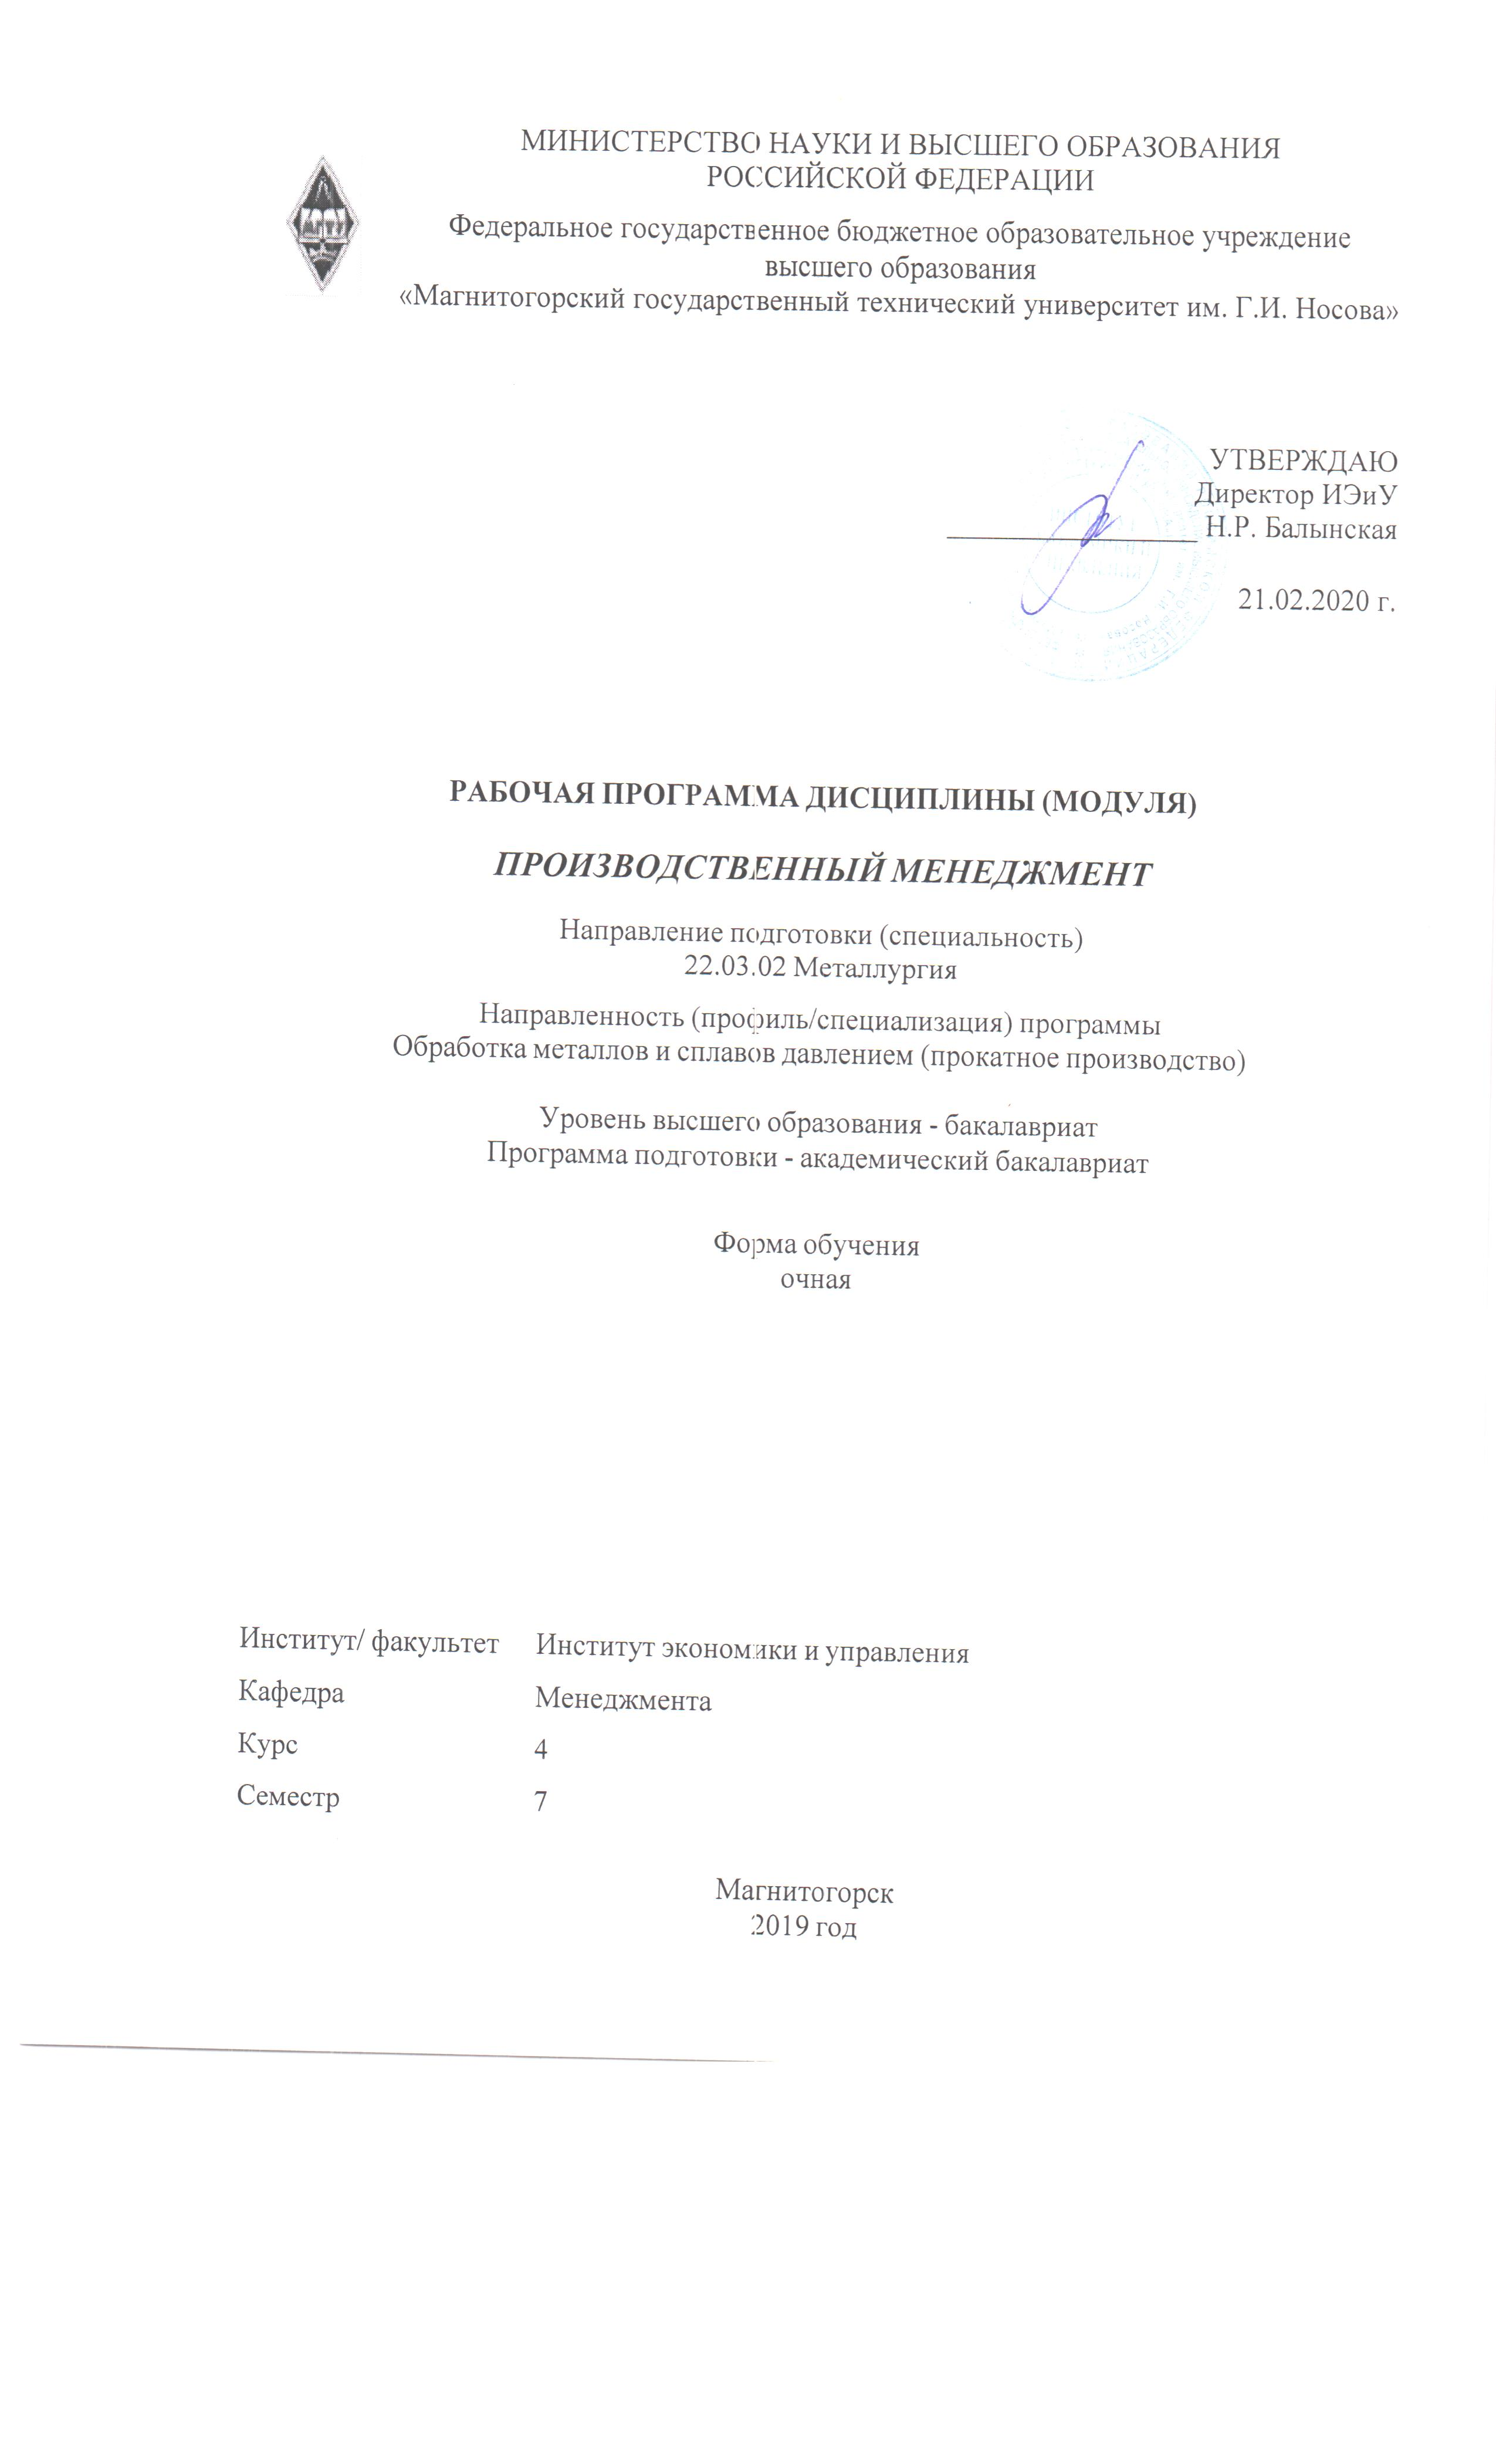 МИНИСТЕРСТВО НАУКИ И ВЫСШЕГО ОБРАЗОВАНИЯ
РОССИЙСКОЙ ФЕДЕРАЦИИ
Федеральное государственное бюджетное образовательное учреждение
высшего образования
«Магнитогорский государственный технический университет им. Г.И. Носова»
УТВЕРЖДАЮ
Директор ИЭиУ
Н.Р. Балынская
21.02.2020 г.
РАБОЧАЯ ПРОГРАММА ДИСЦИПЛИНЫ (МОДУЛЯ)
ПРОИЗВОДСТВЕННЫЙ МЕНЕДЖМЕНТ
Направление подготовки (специальность)
22.03.02 Металлургия
Направленность (профиль/специализация) программы
Обработка металлов и сплавов давлением (прокатное производство)
Уровень высшего образования - бакалавриат
Программа подготовки - академический бакалавриат
Форма обучения
очная
Институт/ факультет Институт экономики и управления
Кафедра Менеджмента
Курс 4
Семестр 7
Магнитогорск
2019 год